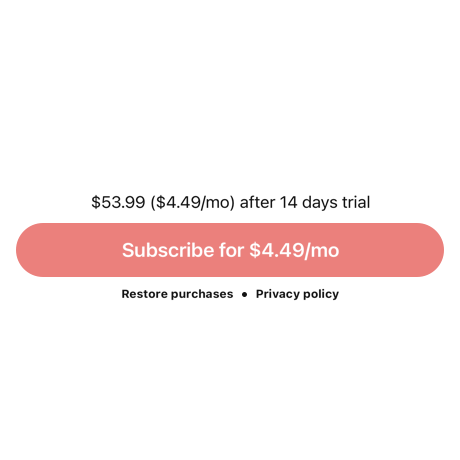 $53.99 ($4.49/mo) after 14 days trial
Subscribe for $4.49/mo
Restore purchases • Privacy policy